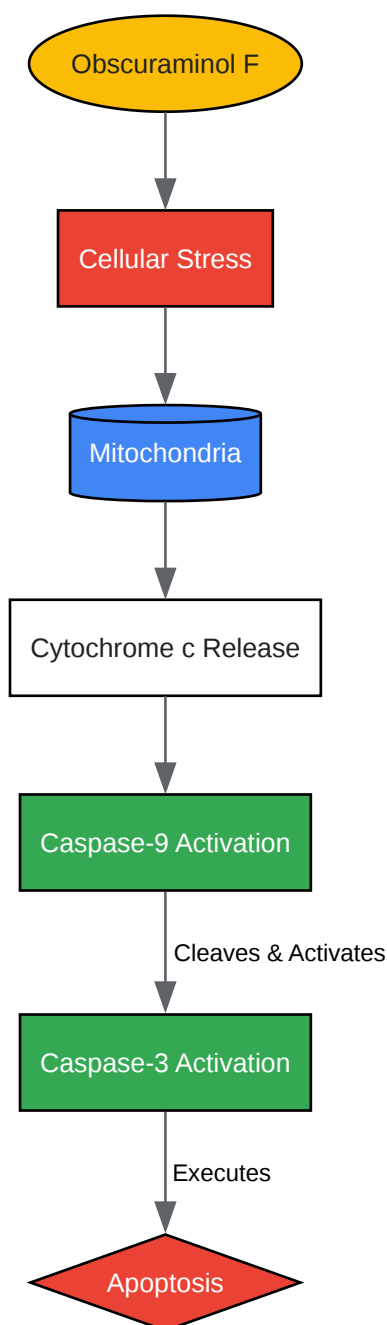 Obscuraminol F
Cellular Stress
Mitochondria
Cytochrome c Release
Caspase-9 Activation
Cleaves & Activates
Caspase-3 Activation
Executes
Apoptosis